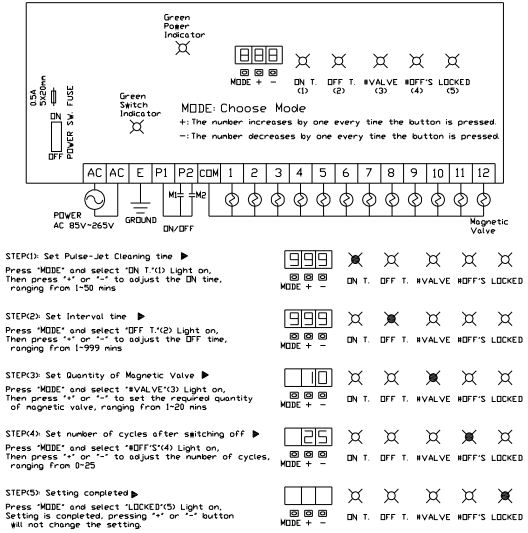 Green
Power
Indicator
888
MODE + -
ON T.
(1)
OFF T.
(2)
#VALVE
(3)
#OFF'S
(4)
LOCKED
(5)
0.5A
5X20mm
FUSE
ON
OFF
POWER SW.
Green
Switch
Indicator
MODE: Choose Mode
+: The number increases by one every time the button is pressed.
-: The number decreases by one every time the button is pressed.
AC AC E P1 P2 COM 1 2 3 4 5 6 7 8 9 10 11 12
M1 M2
POWER
AC 85V~265V
GROUND
ON/OFF
Magnetic
Valve
STEP(1): Set Pulse-Jet Cleaning time
Press "MODE" and select "ON T."(1) Light on,
Then press "+" or "-" to adjust the ON time,
ranging from 1~50 mins
999
MODE + - ON T. OFF T. #VALVE #OFF'S LOCKED
STEP(2): Set Interval time
Press "MODE" and select "OFF T."(2) Light on,
Then press "+" or "-" to adjust the OFF time,
ranging from 1~999 mins
999
MODE + - ON T. OFF T. #VALVE #OFF'S LOCKED
STEP(3): Set Quantity of Magnetic Valve
Press "MODE" and select "#VALVE"(3) Light on,
Then press "+" or "-" to set the required quantity
of magnetic valve, ranging from 1~20 mins
10
MODE + - ON T. OFF T. #VALVE #OFF'S LOCKED
STEP(4): Set number of cycles after switching off
Press "MODE" and select "#OFF'S"(4) Light on,
Then press "+" or "-" to adjust the number of cycles,
ranging from 0~25
25
MODE + - ON T. OFF T. #VALVE #OFF'S LOCKED
STEP(5): Setting completed
Press "MODE" and select "LOCKED"(5) Light on,
Setting is completed, pressing "+" or "-" button
will not change the setting.
MODE + - ON T. OFF T. #VALVE #OFF'S LOCKED